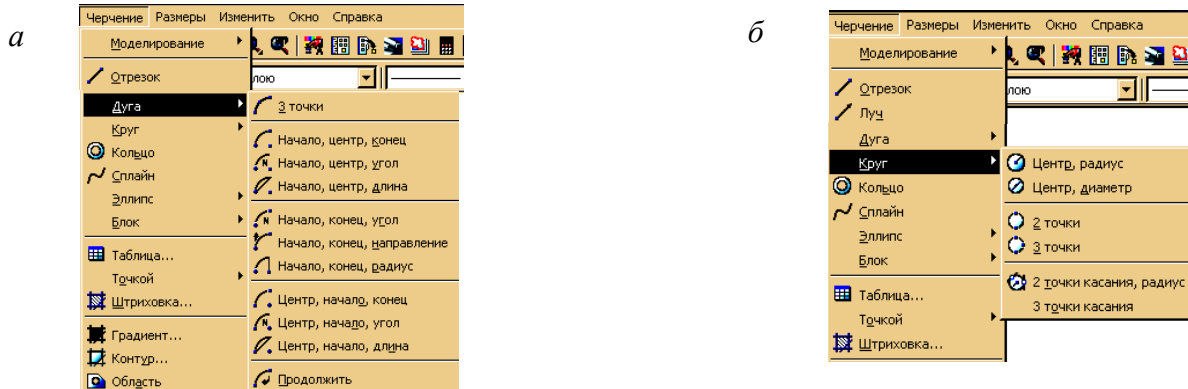 а
Черчение Размеры Изменить Окно Справка
Моделирование
Отрезок
лою
Дуга
Круг
Кольцо
Сплайн
Эллипс
Блок
Таблица...
Точкой
Штриховка...
Градиент...
Контур...
Область
3 точки
Начало, центр, конец
Начало, центр, угол
Начало, центр, длина
Начало, конец, угол
Начало, конец, направление
Начало, конец, радиус
Центр, начало, конец
Центр, начало, угол
Центр, начало, длина
Продолжить
б
Черчение Размеры Изменить Окно Справка
Моделирование
Отрезок
лою
Луч
Дуга
Круг
Кольцо
Сплайн
Эллипс
Блок
Таблица...
Точкой
Штриховка...
Центр, радиус
Центр, диаметр
2 точки
3 точки
2 точки касания, радиус
3 точки касания